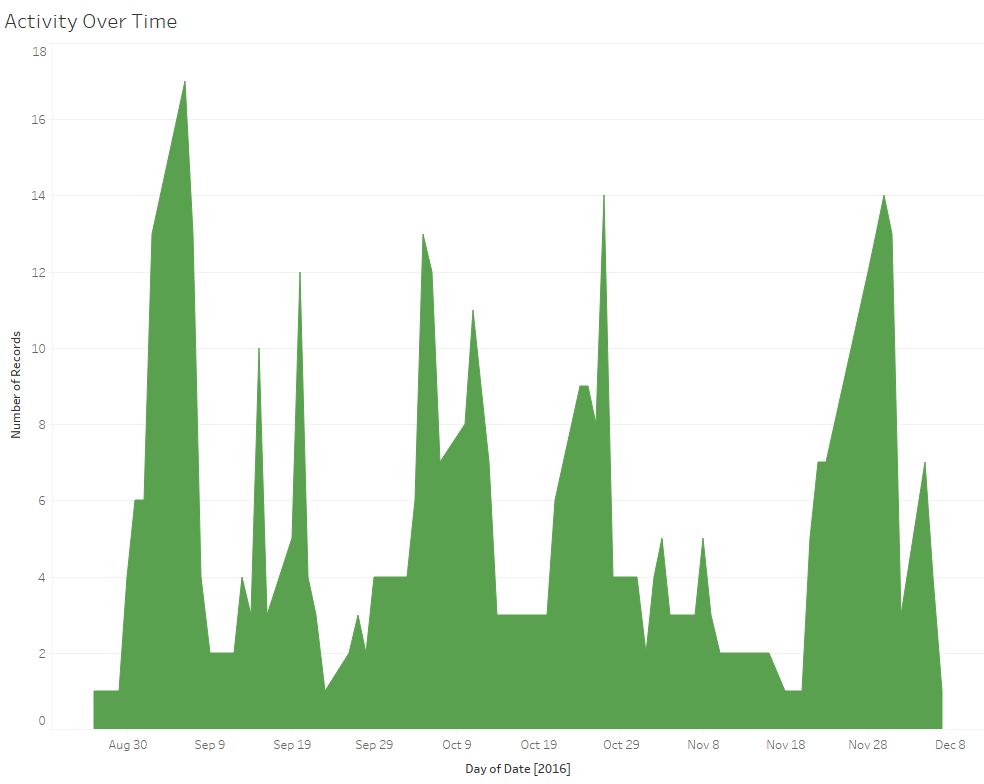 Activity Over Time
18
16
14
12
10
8
6
4
2
0
Number of Records
Aug 30 Sep 9 Sep 19 Sep 29 Oct 9 Oct 19 Oct 29 Nov 8 Nov 18 Nov 28 Dec 8
Day of Date [2016]